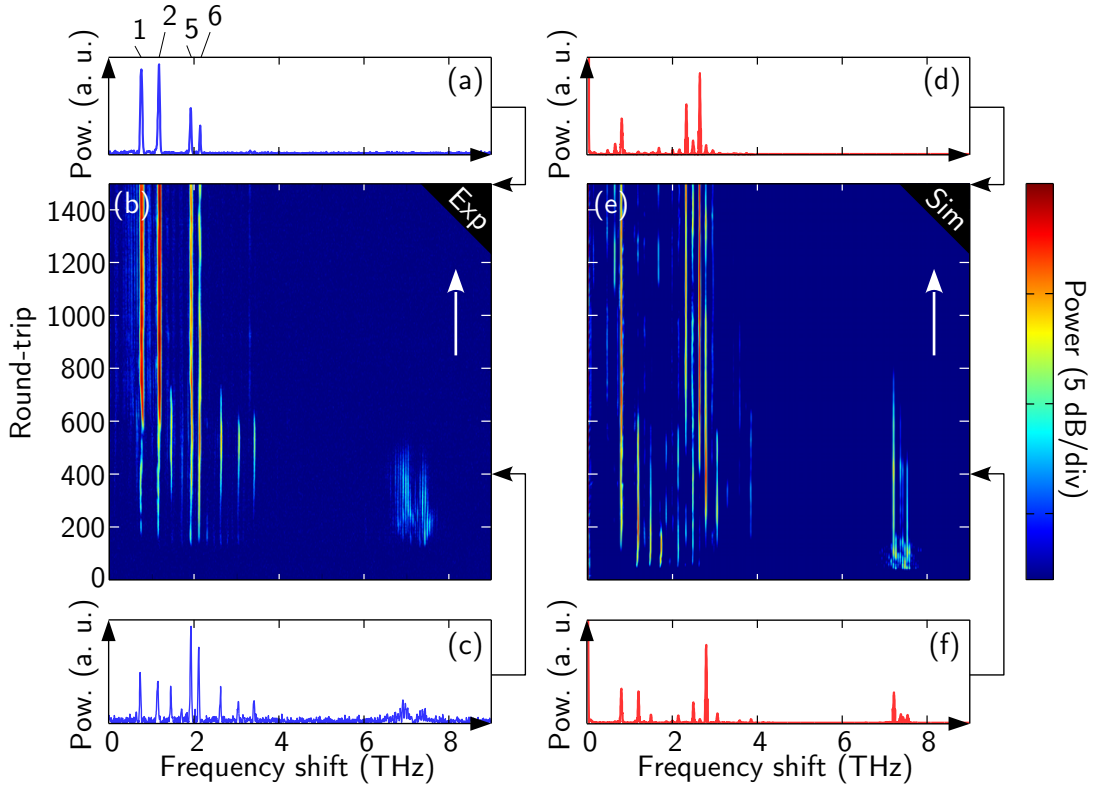 1 2 5 6
Pow. (a. u.)
(a)
Pow. (a. u.)
(d)
Round-trip
1400
1200
1000
800
600
400
200
0
(b)
Exp
(e)
Sim
Power (5 dB/div)
Pow. (a. u.)
(c)
0 2 4 6 8
Frequency shift (THz)
Pow. (a. u.)
(f)
0 2 4 6 8
Frequency shift (THz)